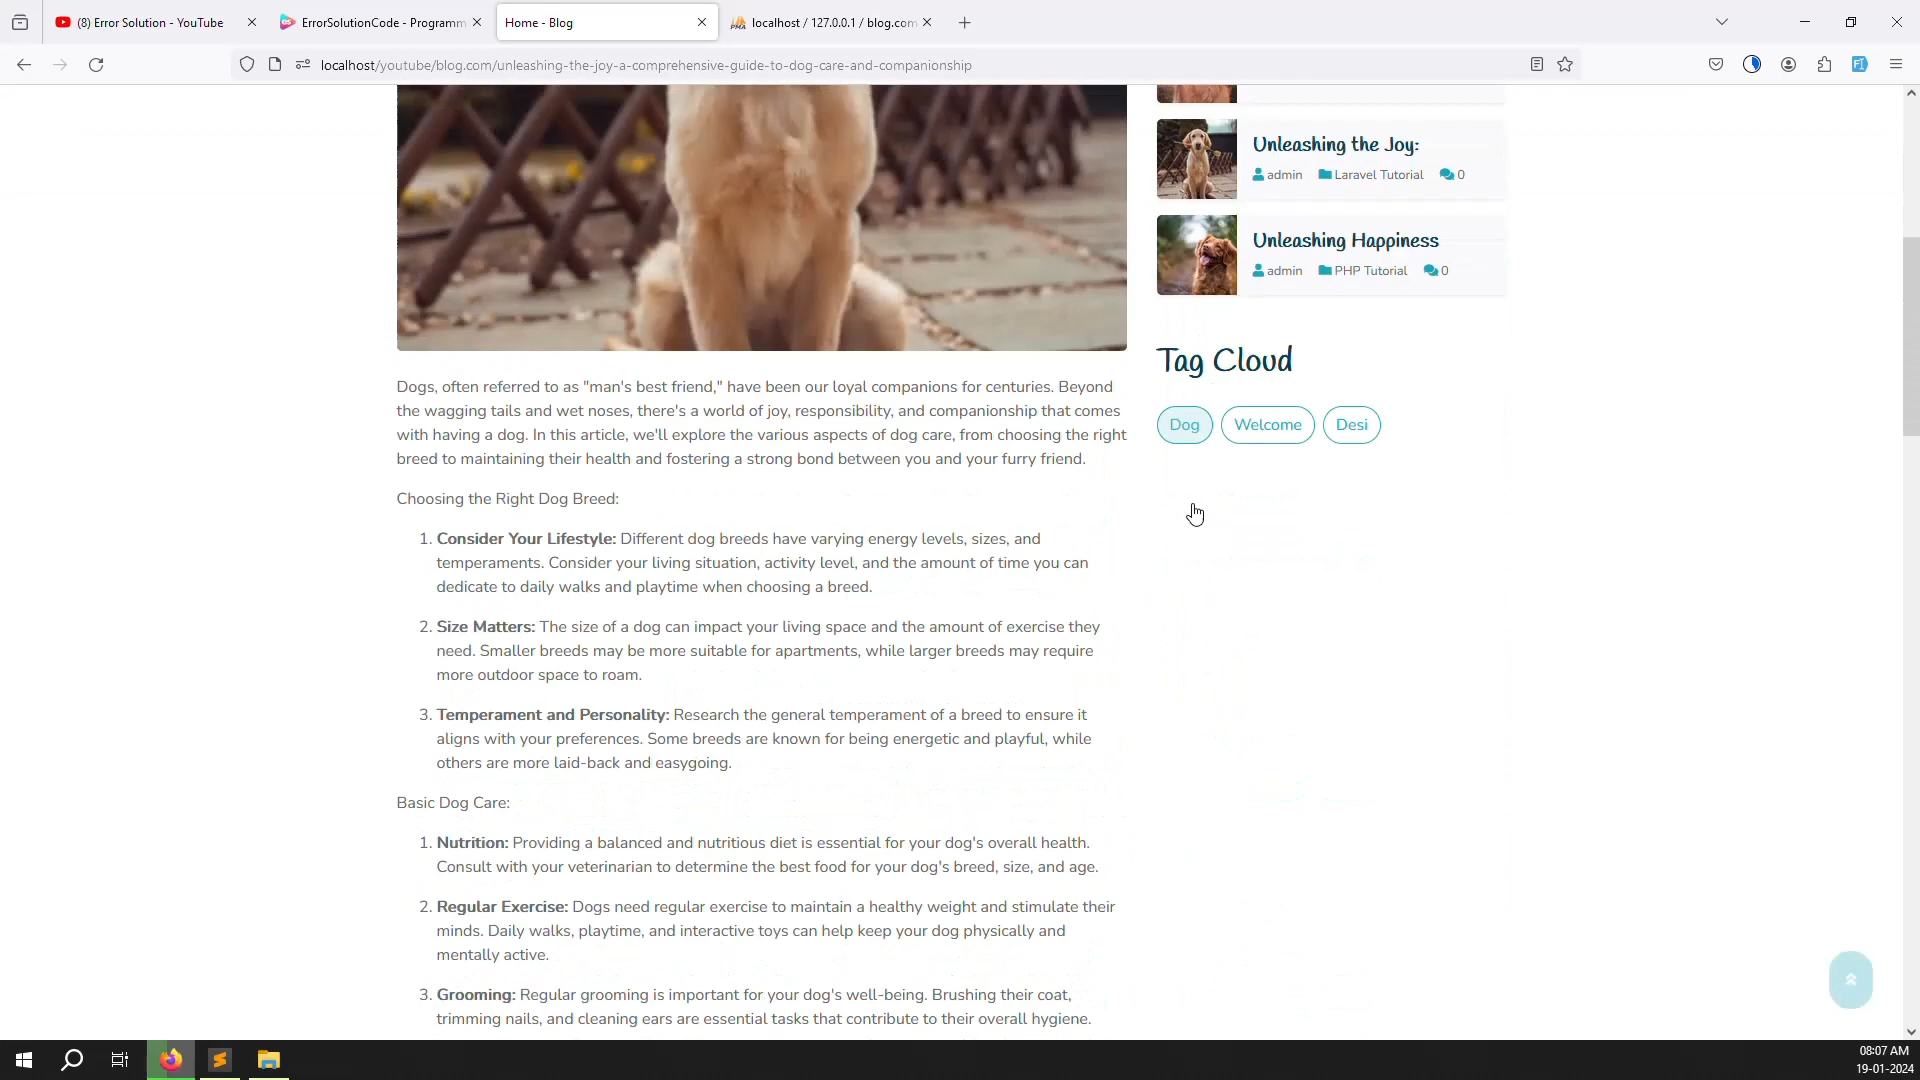 (8) Error Solution - YouTube
ErrorSolutionCode - Programm
Home - Blog
localhost / 127.0.0.1 / blog.com
localhost/youtube/blog.com/unleashing-the-joy-a-comprehensive-guide-to-dog-care-and-companionship
Dogs, often referred to as "man's best friend," have been our loyal companions for centuries. Beyond
the wagging tails and wet noses, there's a world of joy, responsibility, and companionship that comes
with having a dog. In this article, we'll explore the various aspects of dog care, from choosing the right
breed to maintaining their health and fostering a strong bond between you and your furry friend.
Choosing the Right Dog Breed:
1. Consider Your Lifestyle: Different dog breeds have varying energy levels, sizes, and
temperaments. Consider your living situation, activity level, and the amount of time you can
dedicate to daily walks and playtime when choosing a breed.
2. Size Matters: The size of a dog can impact your living space and the amount of exercise they
need. Smaller breeds may be more suitable for apartments, while larger breeds may require
more outdoor space to roam.
3. Temperament and Personality: Research the general temperament of a breed to ensure it
aligns with your preferences. Some breeds are known for being energetic and playful, while
others are more laid-back and easygoing.
Basic Dog Care:
1. Nutrition: Providing a balanced and nutritious diet is essential for your dog's overall health.
Consult with your veterinarian to determine the best food for your dog's breed, size, and age.
2. Regular Exercise: Dogs need regular exercise to maintain a healthy weight and stimulate their
minds. Daily walks, playtime, and interactive toys can help keep your dog physically and
mentally active.
3. Grooming: Regular grooming is important for your dog's well-being. Brushing their coat,
trimming nails, and cleaning ears are essential tasks that contribute to their overall hygiene.
Unleashing the Joy:
admin Laravel Tutorial 0
Unleashing Happiness
admin PHP Tutorial 0
Tag Cloud
Dog Welcome Desi
08:07 AM
19-01-2024